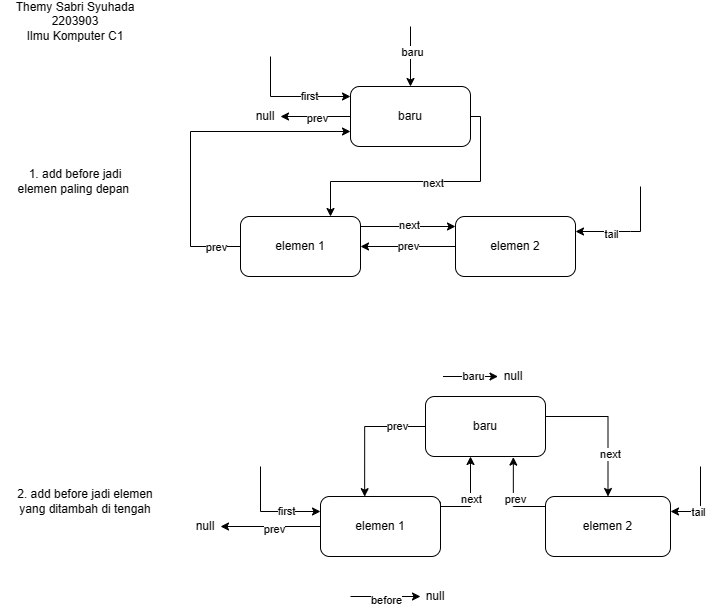 Themy Sabri Syuhada
2203903
Ilmu Komputer C1
baru
first
null
prev
baru
1. add before jadi
elemen paling depan
next
prev
elemen 1
next
prev
elemen 2
tail
baru
null
prev
baru
next
2. add before jadi elemen
yang ditambah di tengah
first
null
prev
elemen 1
next
prev
elemen 2
tail
before
null